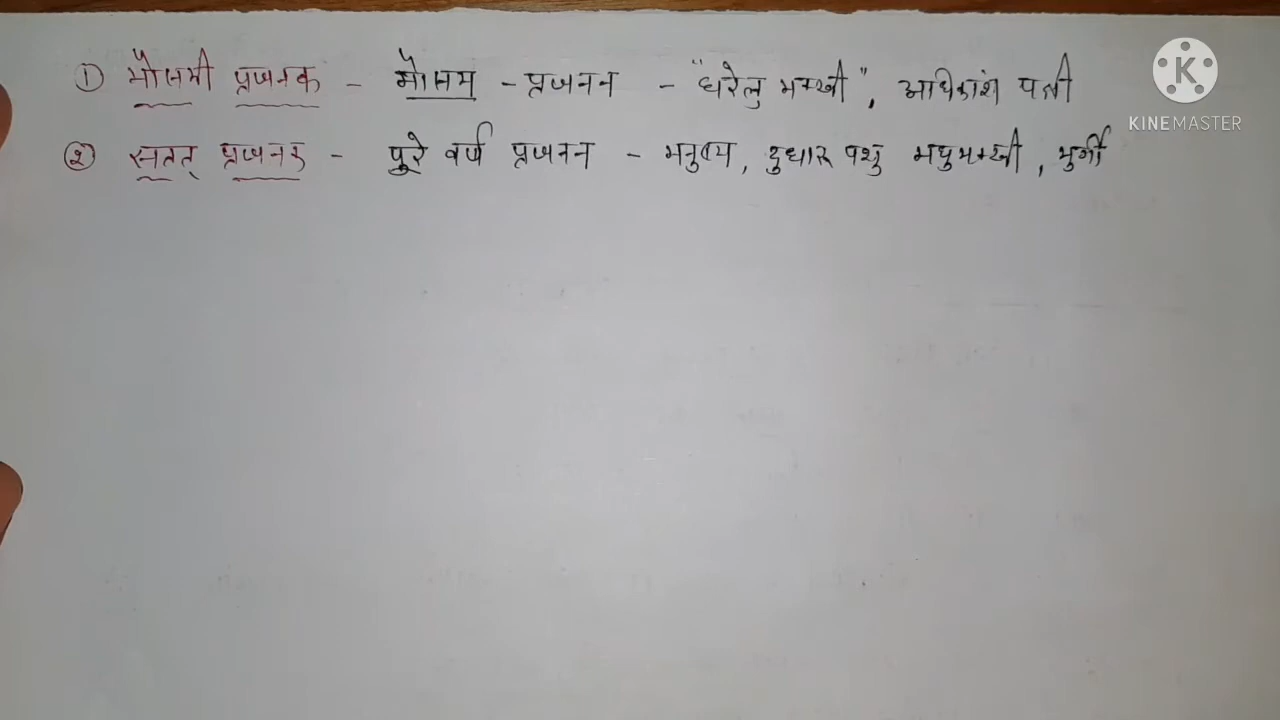 ① मौसमी प्रजनक - मौसम - प्रजनन - "घरेलु मक्खी", अधिकांश पक्षी
② सतत् प्रजनक - पुरे वर्ष प्रजनन - मनुष्य, दुधारू पशु मधुमक्खी, मुर्गी
K
KINEMASTER